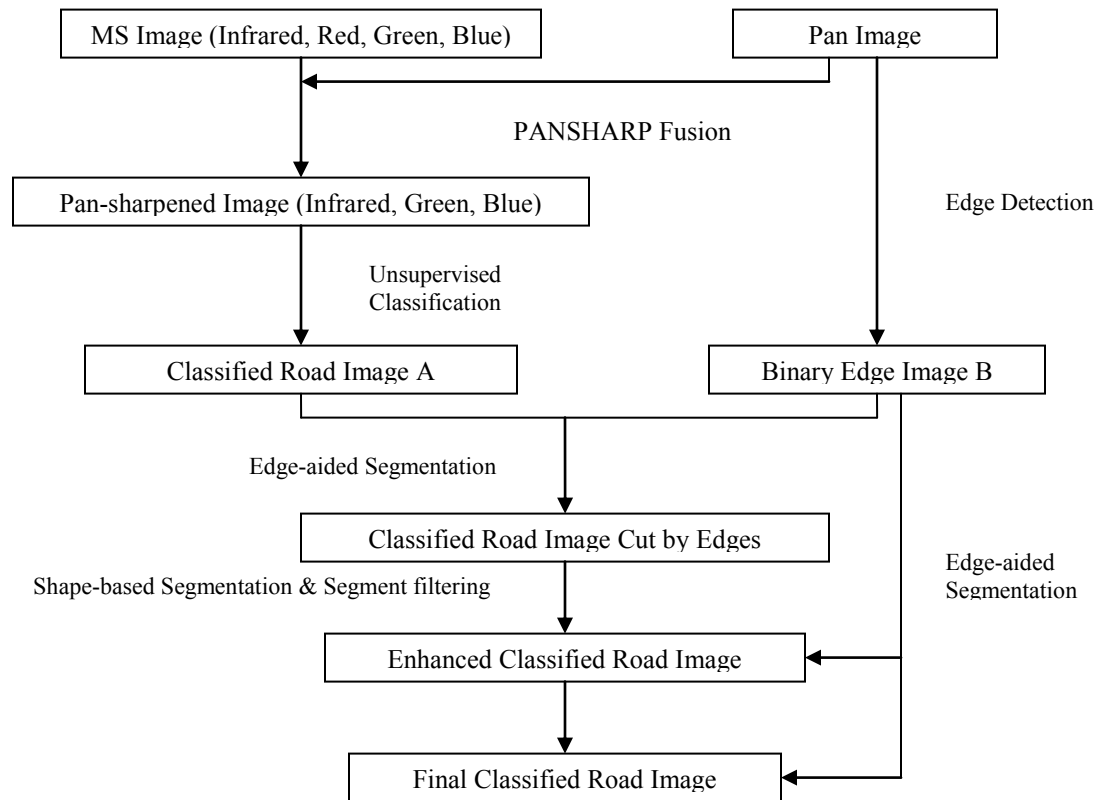 MS Image (Infrared, Red, Green, Blue)
Pan Image
PANSHARP Fusion
Pan-sharpened Image (Infrared, Green, Blue)
Edge Detection
Unsupervised
Classification
Classified Road Image A
Binary Edge Image B
Edge-aided Segmentation
Classified Road Image Cut by Edges
Shape-based Segmentation & Segment filtering
Edge-aided
Segmentation
Enhanced Classified Road Image
Final Classified Road Image